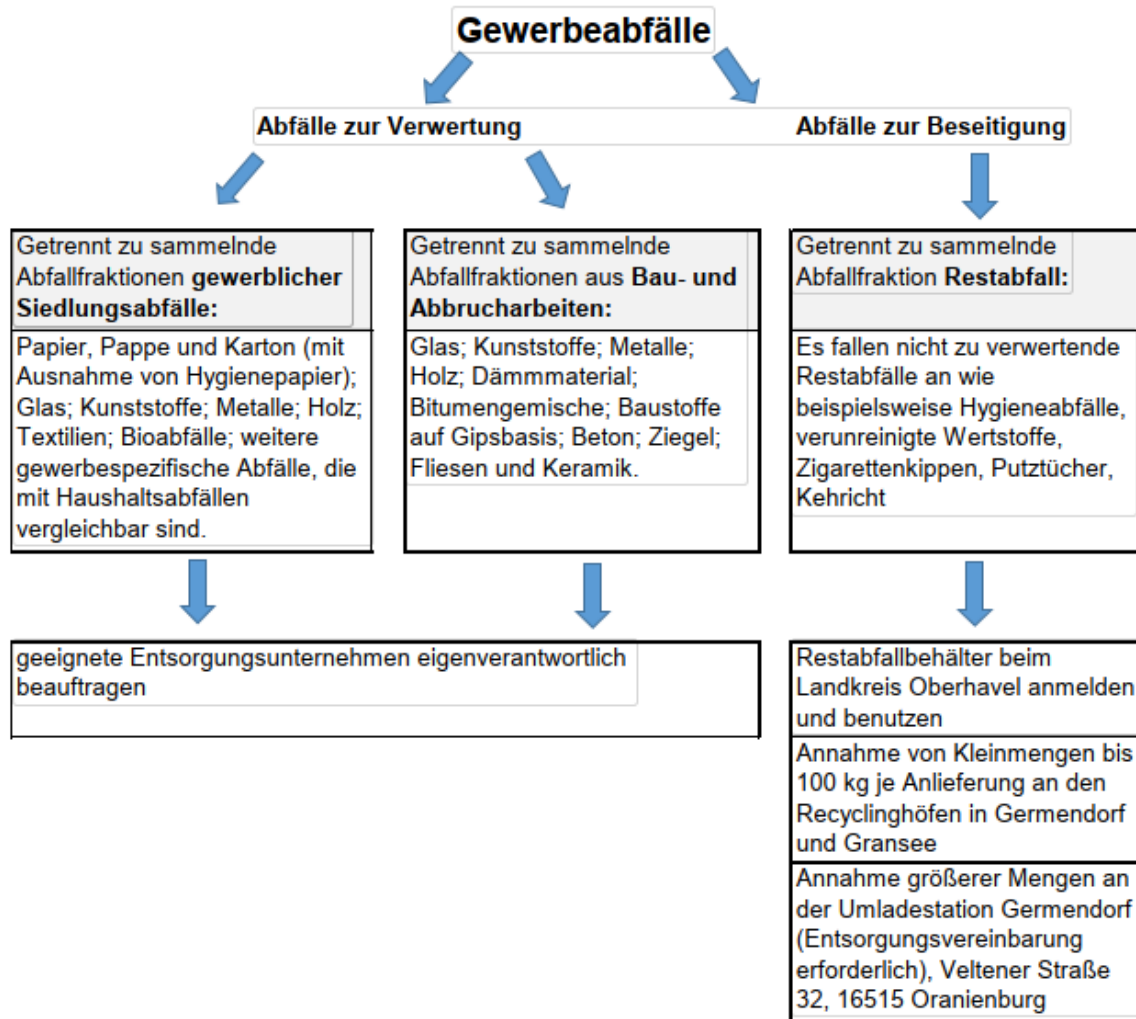 Gewerbeabfälle
Abfälle zur Verwertung
Abfälle zur Beseitigung
Getrennt zu sammelnde
Abfallfraktionen gewerblicher
Siedlungsabfälle:
Papier, Pappe und Karton (mit
Ausnahme von Hygienepapier);
Glas; Kunststoffe; Metalle; Holz;
Textilien; Bioabfälle; weitere
gewerbespezifische Abfälle, die
mit Haushaltsabfällen
vergleichbar sind.
Getrennt zu sammelnde
Abfallfraktionen aus Bau- und
Abbrucharbeiten:
Glas; Kunststoffe; Metalle;
Holz; Dämmmaterial;
Bitumengemische; Baustoffe
auf Gipsbasis; Beton; Ziegel;
Fliesen und Keramik.
Getrennt zu sammelnde
Abfallfraktion Restabfall:
Es fallen nicht zu verwertende
Restabfälle an wie
beispielsweise Hygieneabfälle,
verunreinigte Wertstoffe,
Zigarettenkippen, Putztücher,
Kehricht
geeignete Entsorgungsunternehmen eigenverantwortlich
beauftragen
Restabfallbehälter beim
Landkreis Oberhavel anmelden
und benutzen
Annahme von Kleinmengen bis
100 kg je Anlieferung an den
Recyclinghöfen in Germendorf
und Gransee
Annahme größerer Mengen an
der Umladestation Germendorf
(Entsorgungsvereinbarung
erforderlich), Veltener Straße
32, 16515 Oranienburg